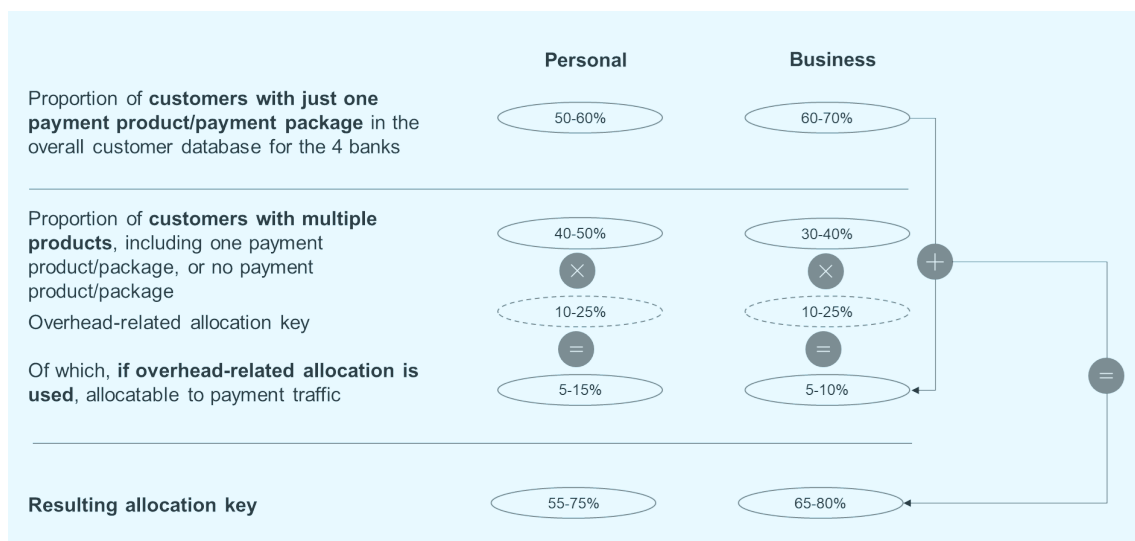 Personal Business
Proportion of customers with just one
payment product/payment package in the
overall customer database for the 4 banks
50-60% 60-70%
Proportion of customers with multiple
products, including one payment
product/package, or no payment
product/package
40-50% 30-40%
× ×
+
Overhead-related allocation key
10-25% 10-25%
= =
Of which, if overhead-related allocation is
used, allocatable to payment traffic
5-15% 5-10%
=
Resulting allocation key
55-75% 65-80%